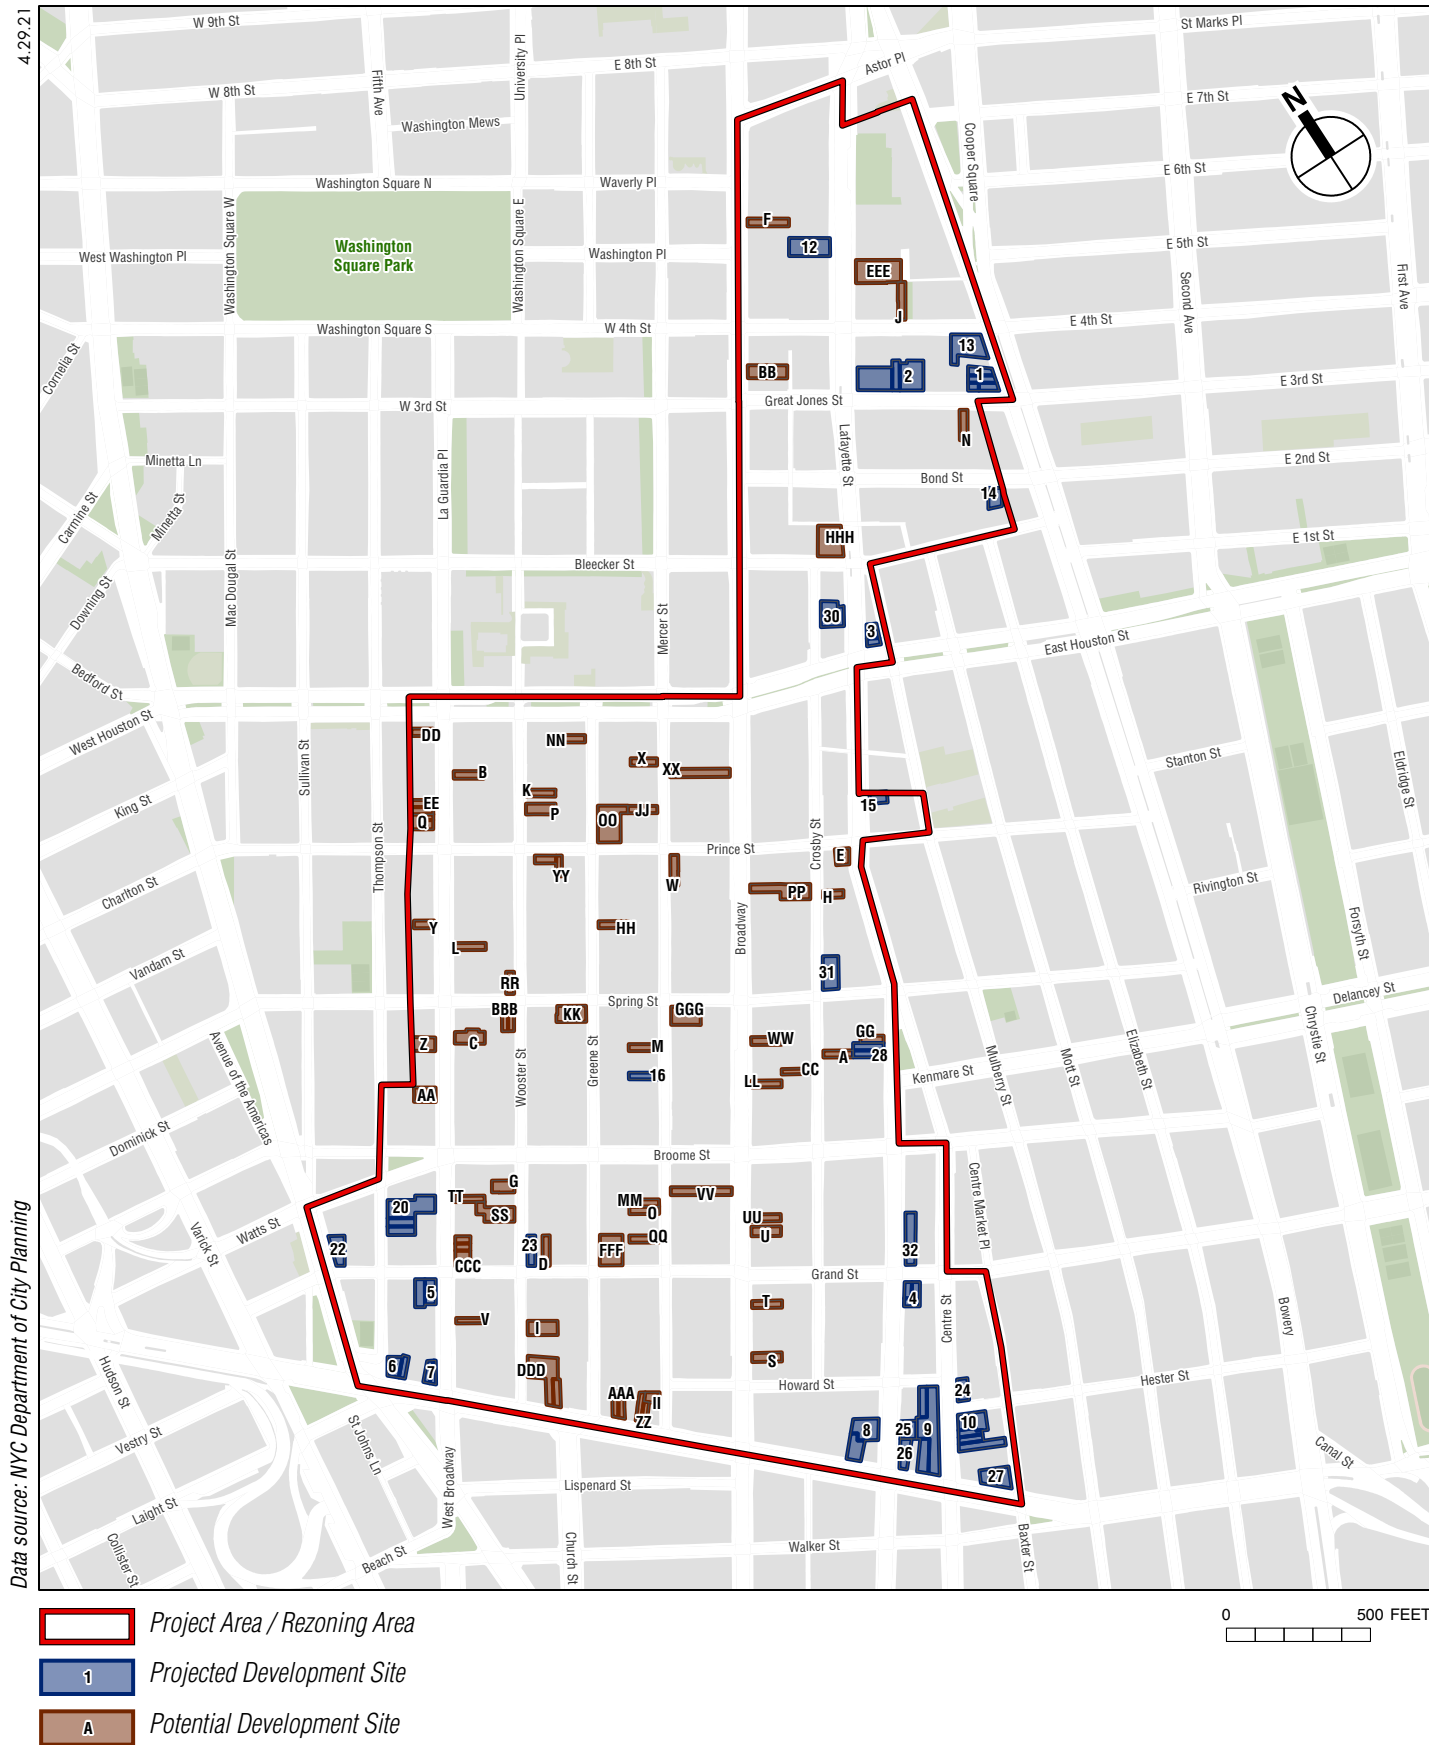 4.29.21
W 9th St
St Marks Pl
University Pl
Astor Pl
E 8th St
Fifth Ave
W 8th St
E 7th St
N
Washington Mews
Cooper Square
E 6th St
Washington Square N
Waverly Pl
Washington Square W
Washington Square E
F
12
E 5th St
Washington
Square Park
West Washington Pl
Washington Pl
EEE
Second Ave
First Ave
J
E 4th St
Washington Square S
W 4th St
13
Cornelia St
BB
2
1
E 3rd St
Great Jones St
W 3rd St
N
Lafayette St
Minetta Ln
La Guardia Pl
E 2nd St
Bond St
14
Carmine St
Minetta St
HHH
E 1st St
Bleecker St
Mac Dougal St
Downing St
30
3
Mercer St
East Houston St
Bedford St
West Houston St
DD
NN
Sullivan St
X
XX
Stanton St
B
Eldridge St
K
EE
P
OO
JJ
15
King St
Q
Thompson St
Prince St
Crosby St
E
YY
W
Charlton St
PP
H
Rivington St
Y
HH
Broadway
Forsyth St
L
Vandam St
31
RR
Spring St
Delancey St
BBB
KK
GGG
Avenue of the Americas
Z
C
M
WW
GG
A
28
Chrystie St
Wooster St
Greene St
16
LL
CC
Kenmare St
Mulberry St
Mott St
Elizabeth St
AA
Dominick St
Broome St
Centre Market Pl
G
TT
VV
20
SS
MM
O
UU
U
Watts St
Varick St
22
23
D
FFF
QQ
32
CCC
Grand St
5
4
T
V
I
Centre St
Bowery
S
6
7
DDD
Hudson St
Howard St
Hester St
24
AAA
II
ZZ
8
25
9
10
26
Vestry St
St Johns Ln
Canal St
27
West Broadway
Lispenard St
Laight St
Collister St
Beach St
Church St
Walker St
Baxter St
Data source: NYC Department of City Planning
Project Area / Rezoning Area
0 500 FEET
1 Projected Development Site
A Potential Development Site